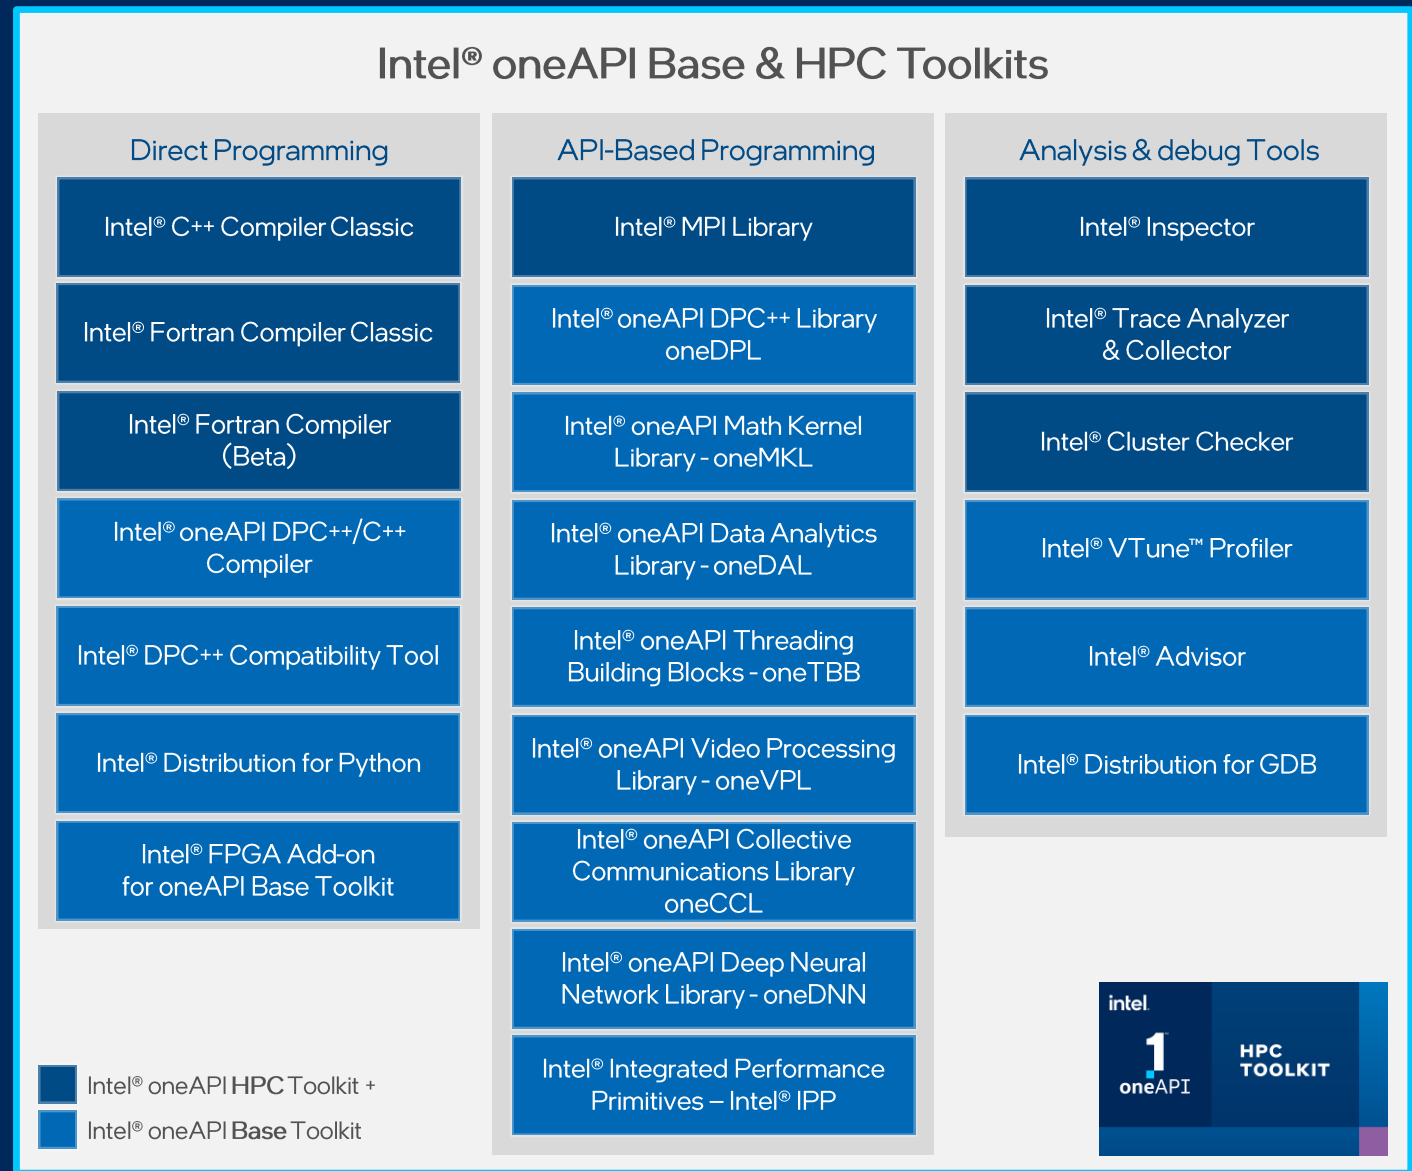 Intel® oneAPI Base & HPC Toolkits
Direct Programming
Intel® C++ Compiler Classic
Intel® Fortran Compiler Classic
Intel® Fortran Compiler
(Beta)
Intel® oneAPI DPC++/C++
Compiler
Intel® DPC++ Compatibility Tool
Intel® Distribution for Python
Intel® FPGA Add-on
for oneAPI Base Toolkit
API-Based Programming
Intel® MPI Library
Intel® oneAPI DPC++ Library
oneDPL
Intel® oneAPI Math Kernel
Library - oneMKL
Intel® oneAPI Data Analytics
Library - oneDAL
Intel® oneAPI Threading
Building Blocks - oneTBB
Intel® oneAPI Video Processing
Library - oneVPL
Intel® oneAPI Collective
Communications Library
oneCCL
Intel® oneAPI Deep Neural
Network Library - oneDNN
Intel® Integrated Performance
Primitives – Intel® IPP
Analysis & debug Tools
Intel® Inspector
Intel® Trace Analyzer
& Collector
Intel® Cluster Checker
Intel® VTune™ Profiler
Intel® Advisor
Intel® Distribution for GDB
Intel® oneAPI HPC Toolkit +
Intel® oneAPI Base Toolkit
intel.
1
oneAPI
HPC
TOOLKIT